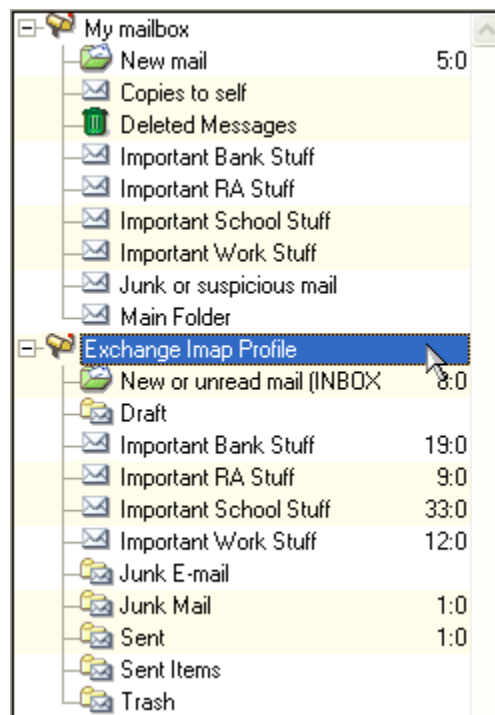 My mailbox
New mail 5:0
Copies to self
Deleted Messages
Important Bank Stuff
Important RA Stuff
Important School Stuff
Important Work Stuff
Junk or suspicious mail
Main Folder
Exchange Imap Profile
New or unread mail (INBOX 8:0
Draft
Important Bank Stuff 19:0
Important RA Stuff 9:0
Important School Stuff 33:0
Important Work Stuff 12:0
Junk E-mail
Junk Mail 1:0
Sent 1:0
Sent Items
Trash